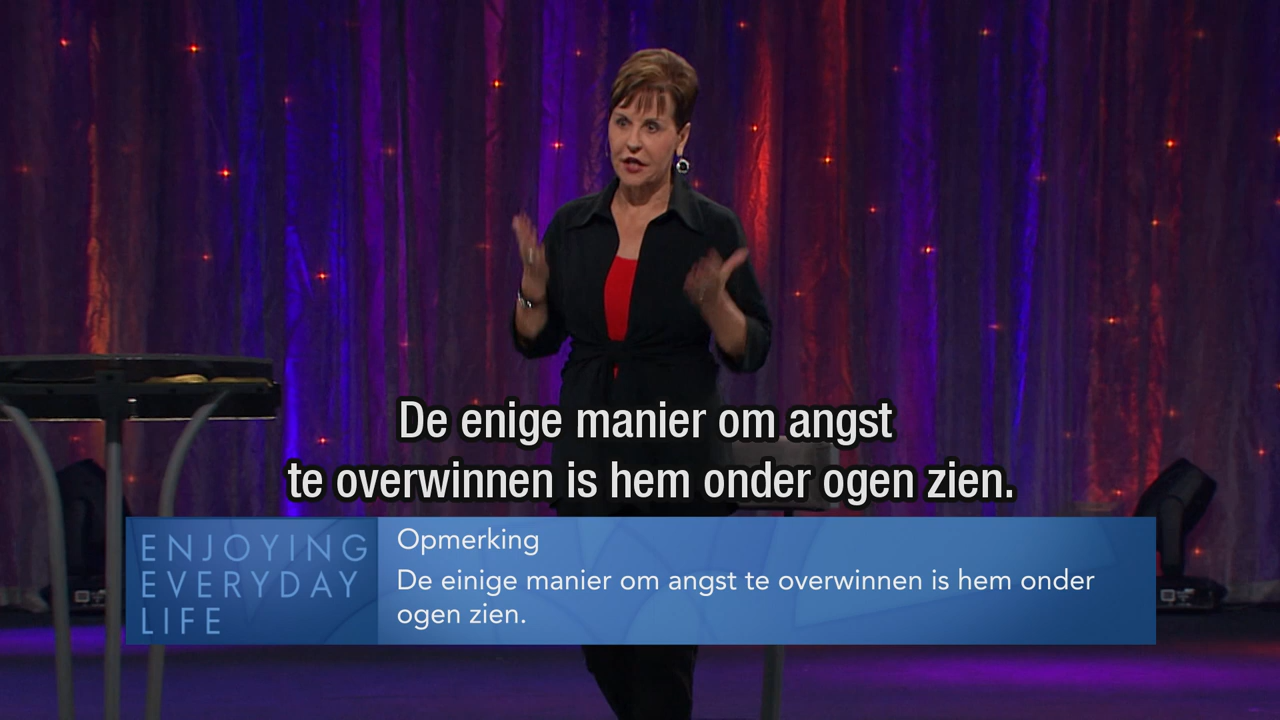 De enige manier om angst
te overwinnen is hem onder ogen zien.
ENJOYING
EVERYDAY
LIFE
Opmerking
De einige manier om angst te overwinnen is hem onder
ogen zien.